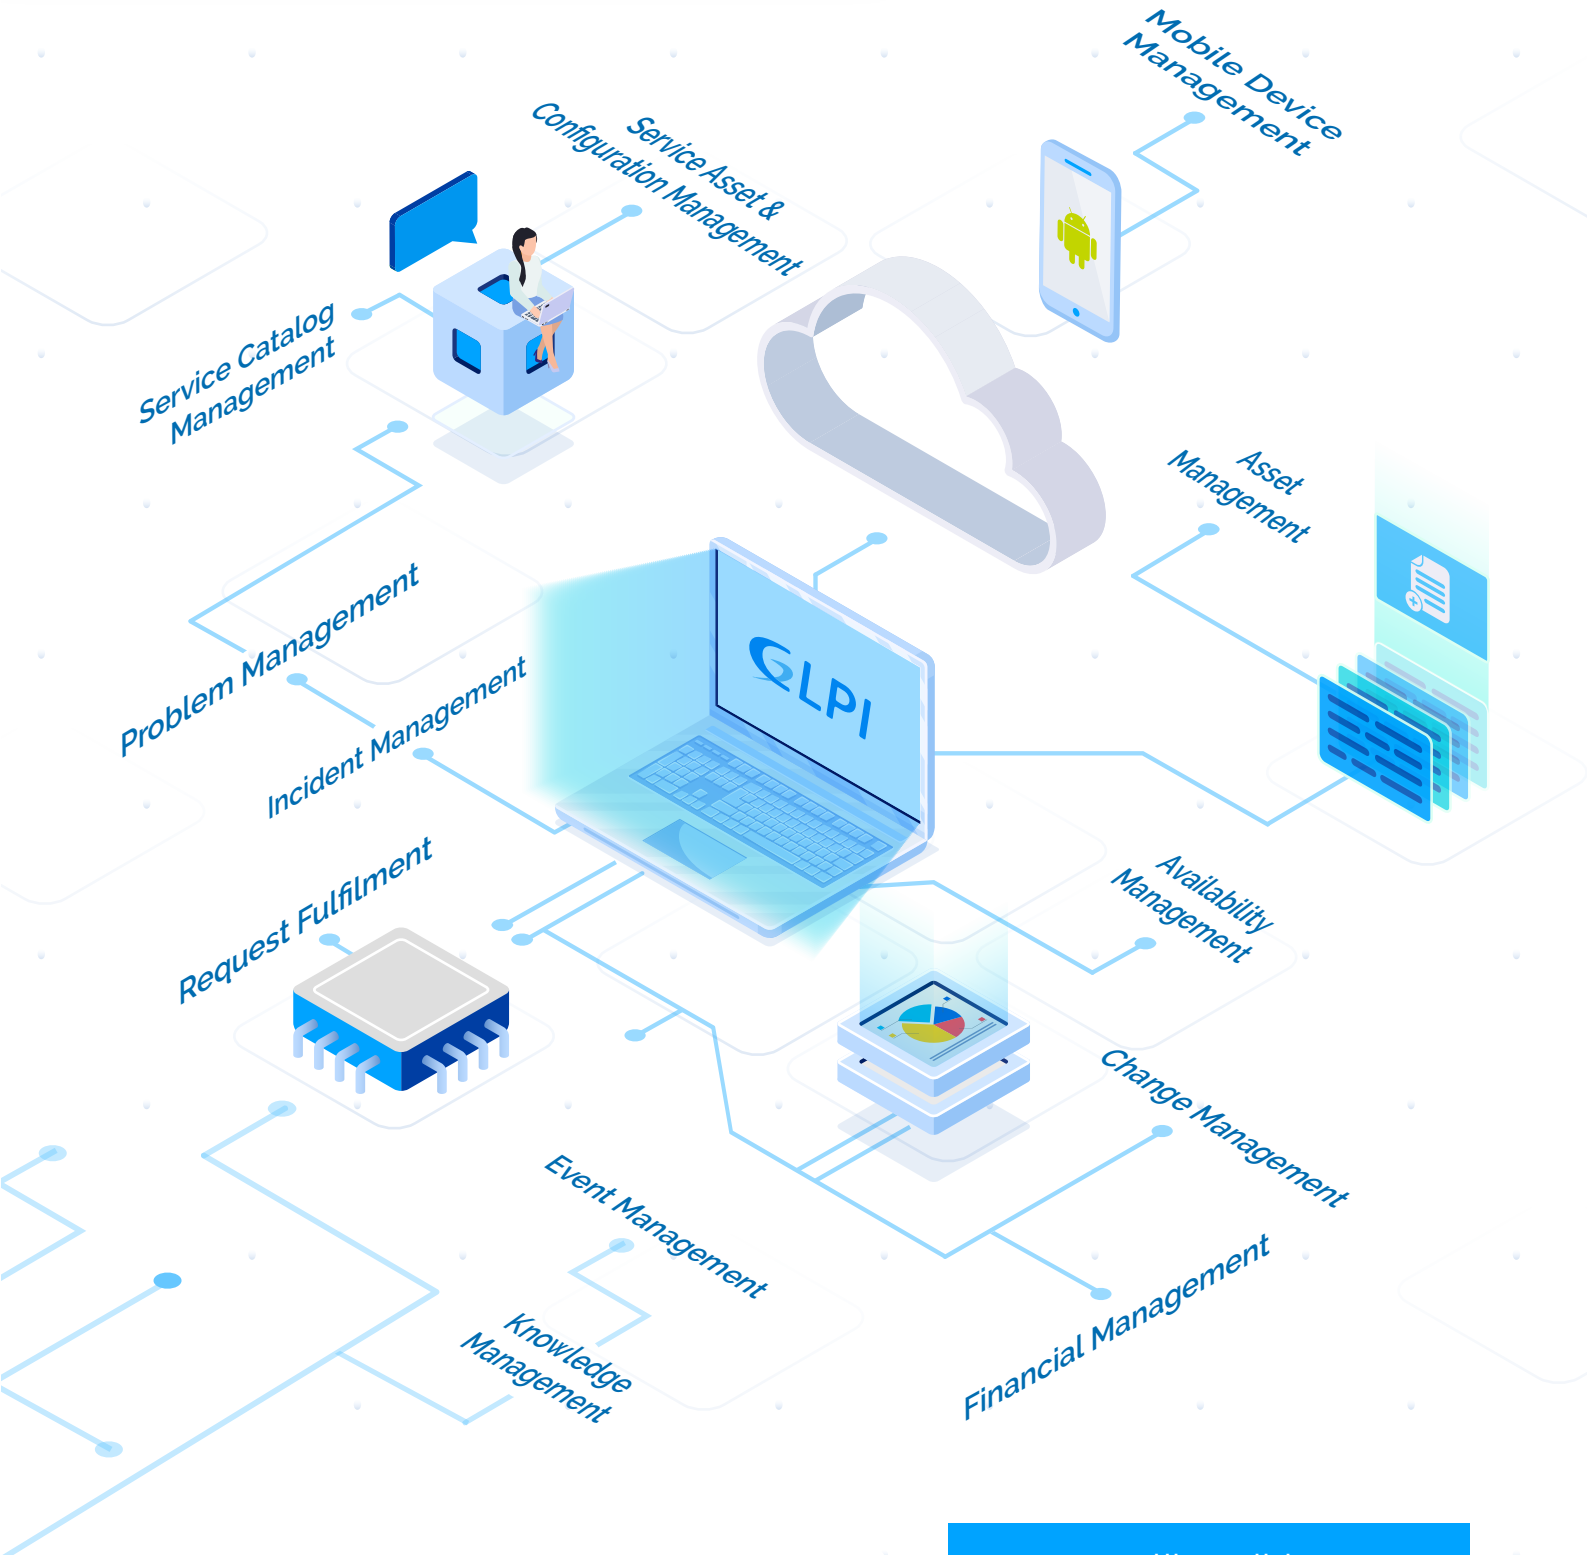 Mobile Device
Management
Service Asset &
Configuration Management
Service Catalog
Management
Asset
Management
Problem Management
GLPI
Incident Management
Request Fulfilment
Availability
Management
Change Management
Event Management
Financial Management
Knowledge
Management